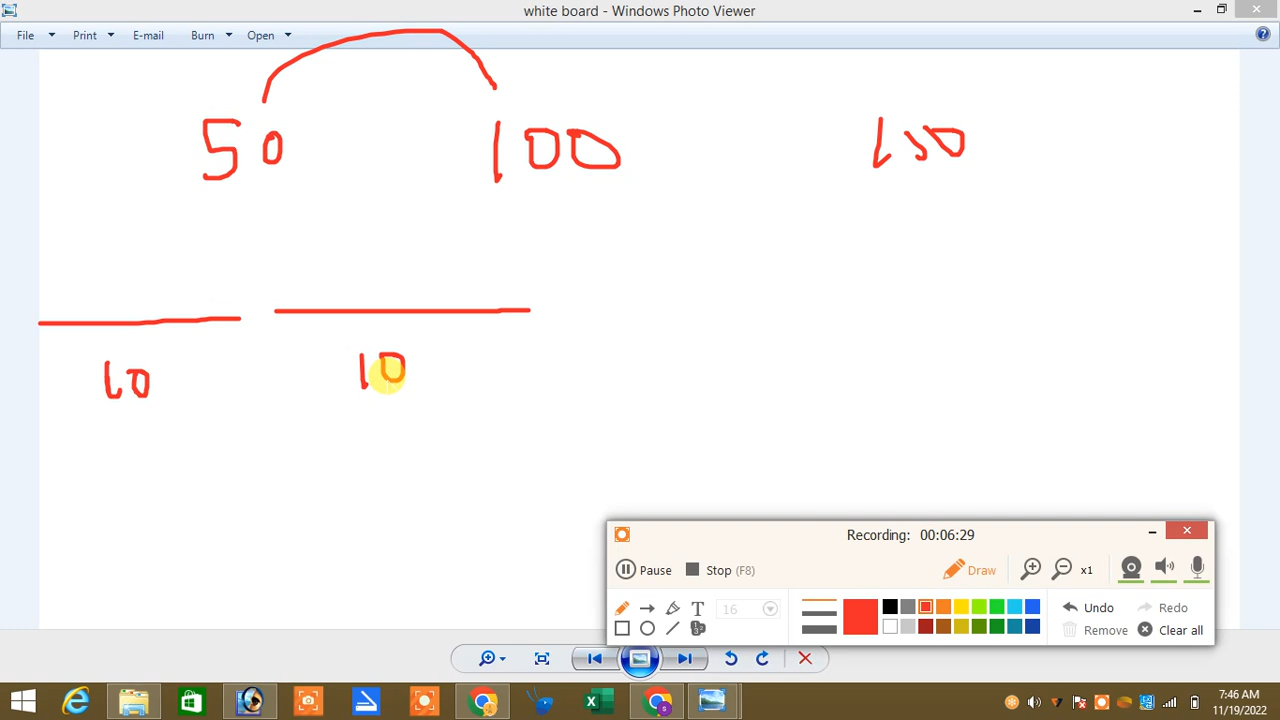 white board - Windows Photo Viewer
File Print E-mail Burn Open
50 100 150
10 10
Recording: 00:06:29
Pause Stop (F8) Draw x1
T 16 Undo Redo
Remove Clear all
7:46 AM
11/19/2022